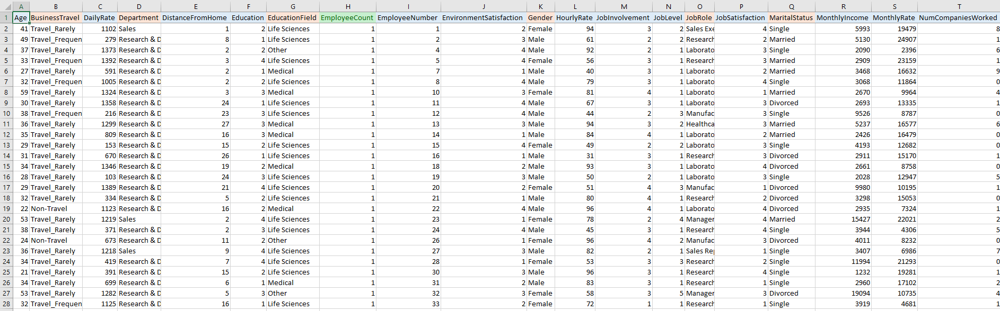 A B C D E F G H I J K L M N O P Q R S T
1 Age BusinessTravel DailyRate Department DistanceFromHome Education EducationField EmployeeCount EmployeeNumber EnvironmentSatisfaction Gender HourlyRate JobInvolvement JobLevel JobRole JobSatisfaction MaritalStatus MonthlyIncome MonthlyRate NumCompaniesWorked
2 41 Travel_Rarely 1102 Sales 1 2 Life Sciences 1 1 2 Female 94 3 2 Sales Exe 4 Single 5993 19479 8
3 49 Travel_Frequen 279 Research & D 8 1 Life Sciences 1 2 3 Male 61 2 2 Research 2 Married 5130 24907 1
4 37 Travel_Rarely 1373 Research & D 2 2 Other 1 4 4 Male 92 2 1 Laborato 3 Single 2090 2396 6
5 33 Travel_Frequen 1392 Research & D 3 4 Life Sciences 1 5 4 Female 56 3 1 Research 3 Married 2909 23159 1
6 27 Travel_Rarely 591 Research & D 2 1 Medical 1 7 1 Male 40 3 1 Laborato 2 Married 3468 16632 9
7 32 Travel_Frequen 1005 Research & D 2 2 Life Sciences 1 8 4 Male 79 3 1 Laborato 4 Single 3068 11864 0
8 59 Travel_Rarely 1324 Research & D 3 3 Medical 1 10 3 Female 81 4 1 Laborato 1 Married 2670 9964 4
9 30 Travel_Rarely 1358 Research & D 24 1 Life Sciences 1 11 4 Male 67 3 1 Laborato 3 Divorced 2693 13335 1
10 38 Travel_Frequen 216 Research & D 23 3 Life Sciences 1 12 4 Male 44 2 3 Manufac 3 Single 9526 8787 0
11 36 Travel_Rarely 1299 Research & D 27 3 Medical 1 13 3 Male 94 3 2 Healthca 3 Married 5237 16577 6
12 35 Travel_Rarely 809 Research & D 16 3 Medical 1 14 1 Male 84 4 1 Laborato 2 Married 2426 16479 0
13 29 Travel_Rarely 153 Research & D 15 2 Life Sciences 1 15 4 Female 49 2 2 Laborato 3 Single 4193 12682 0
14 31 Travel_Rarely 670 Research & D 26 1 Life Sciences 1 16 1 Male 31 3 1 Research 3 Divorced 2911 15170 1
15 34 Travel_Rarely 1346 Research & D 19 2 Medical 1 18 2 Male 93 3 1 Laborato 4 Divorced 2661 8758 0
16 28 Travel_Rarely 103 Research & D 24 3 Life Sciences 1 19 3 Male 50 2 1 Laborato 3 Single 2028 12947 5
17 29 Travel_Rarely 1389 Research & D 21 4 Life Sciences 1 20 2 Female 51 4 3 Manufac 1 Divorced 9980 10195 1
18 32 Travel_Rarely 334 Research & D 5 2 Life Sciences 1 21 1 Male 80 4 1 Research 2 Divorced 3298 15053 0
19 22 Non-Travel 1123 Research & D 16 2 Medical 1 22 4 Male 96 4 1 Laborato 4 Divorced 2935 7324 1
20 53 Travel_Rarely 1219 Sales 2 4 Life Sciences 1 23 1 Female 78 2 4 Manager 4 Married 15427 22021 2
21 38 Travel_Rarely 371 Research & D 2 3 Life Sciences 1 24 4 Male 45 3 1 Research 4 Single 3944 4306 5
22 24 Non-Travel 673 Research & D 11 2 Other 1 26 1 Female 96 4 2 Manufac 3 Divorced 4011 8232 0
23 36 Travel_Rarely 1218 Sales 9 4 Life Sciences 1 27 3 Male 82 2 1 Sales Rep 1 Single 3407 6986 7
24 34 Travel_Rarely 419 Research & D 7 4 Life Sciences 1 28 1 Female 53 3 3 Research 2 Single 11994 21293 0
25 21 Travel_Rarely 391 Research & D 15 2 Life Sciences 1 30 3 Male 96 3 1 Research 4 Single 1232 19281 1
26 34 Travel_Rarely 699 Research & D 6 1 Medical 1 31 2 Male 83 3 1 Research 1 Single 2960 17102 2
27 53 Travel_Rarely 1282 Research & D 5 3 Other 1 32 3 Female 58 3 5 Manager 3 Divorced 19094 10735 4
28 32 Travel_Frequen 1125 Research & D 16 1 Life Sciences 1 33 2 Female 72 1 1 Research 1 Single 3919 4681 1